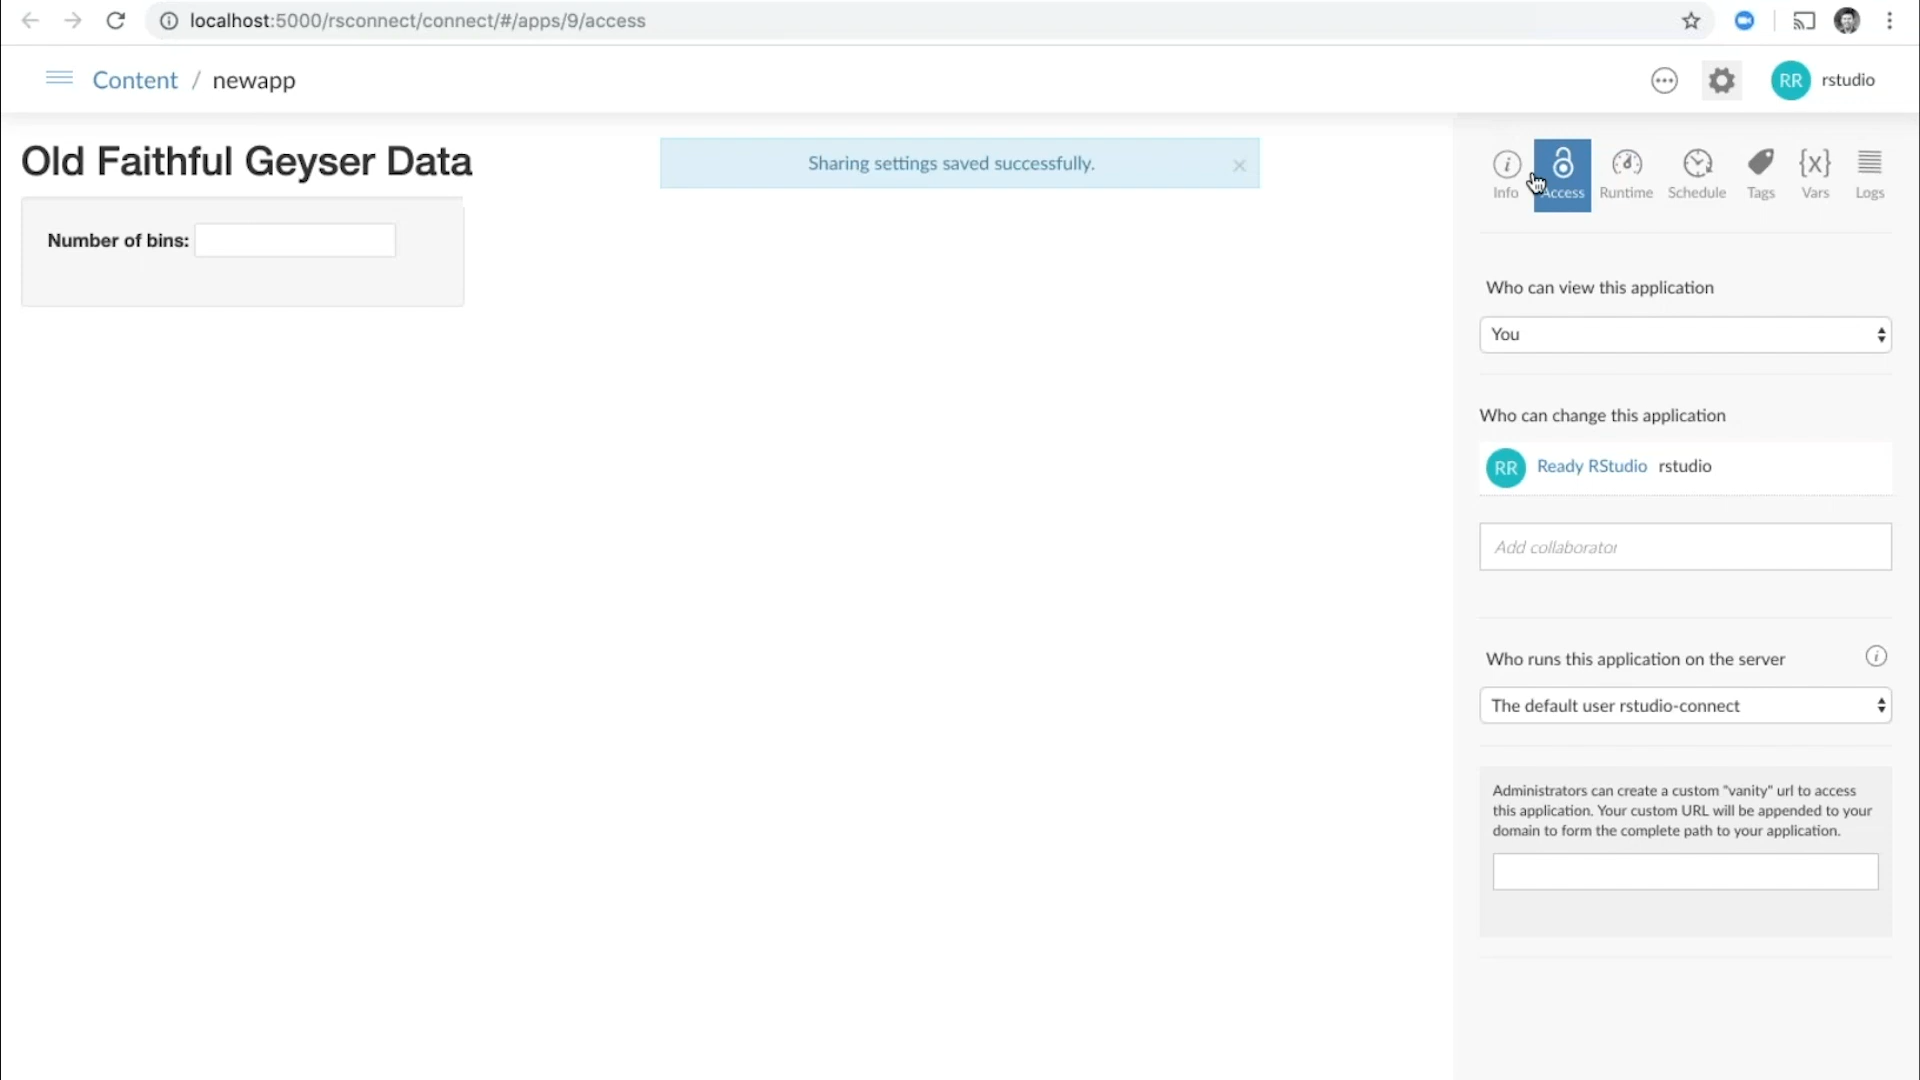 localhost:5000/rsconnect/connect/#/apps/9/access
Content / newapp
RR rstudio
Old Faithful Geyser Data
Sharing settings saved successfully.
Number of bins:
Info Access Runtime Schedule Tags {x} Vars Logs
Who can view this application
You
Who can change this application
RR Ready RStudio rstudio
Add collaborator
Who runs this application on the server
The default user rstudio-connect
Administrators can create a custom "vanity" url to access
this application. Your custom URL will be appended to your
domain to form the complete path to your application.